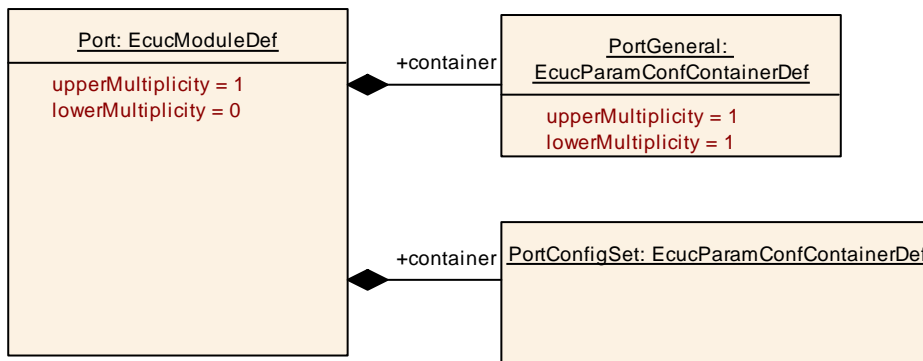 Port: EcucModuleDef
upperMultiplicity = 1
lowerMultiplicity = 0
+container
PortGeneral:
EcucParamConfContainerDef
upperMultiplicity = 1
lowerMultiplicity = 1
+container
PortConfigSet: EcucParamConfContainerDef